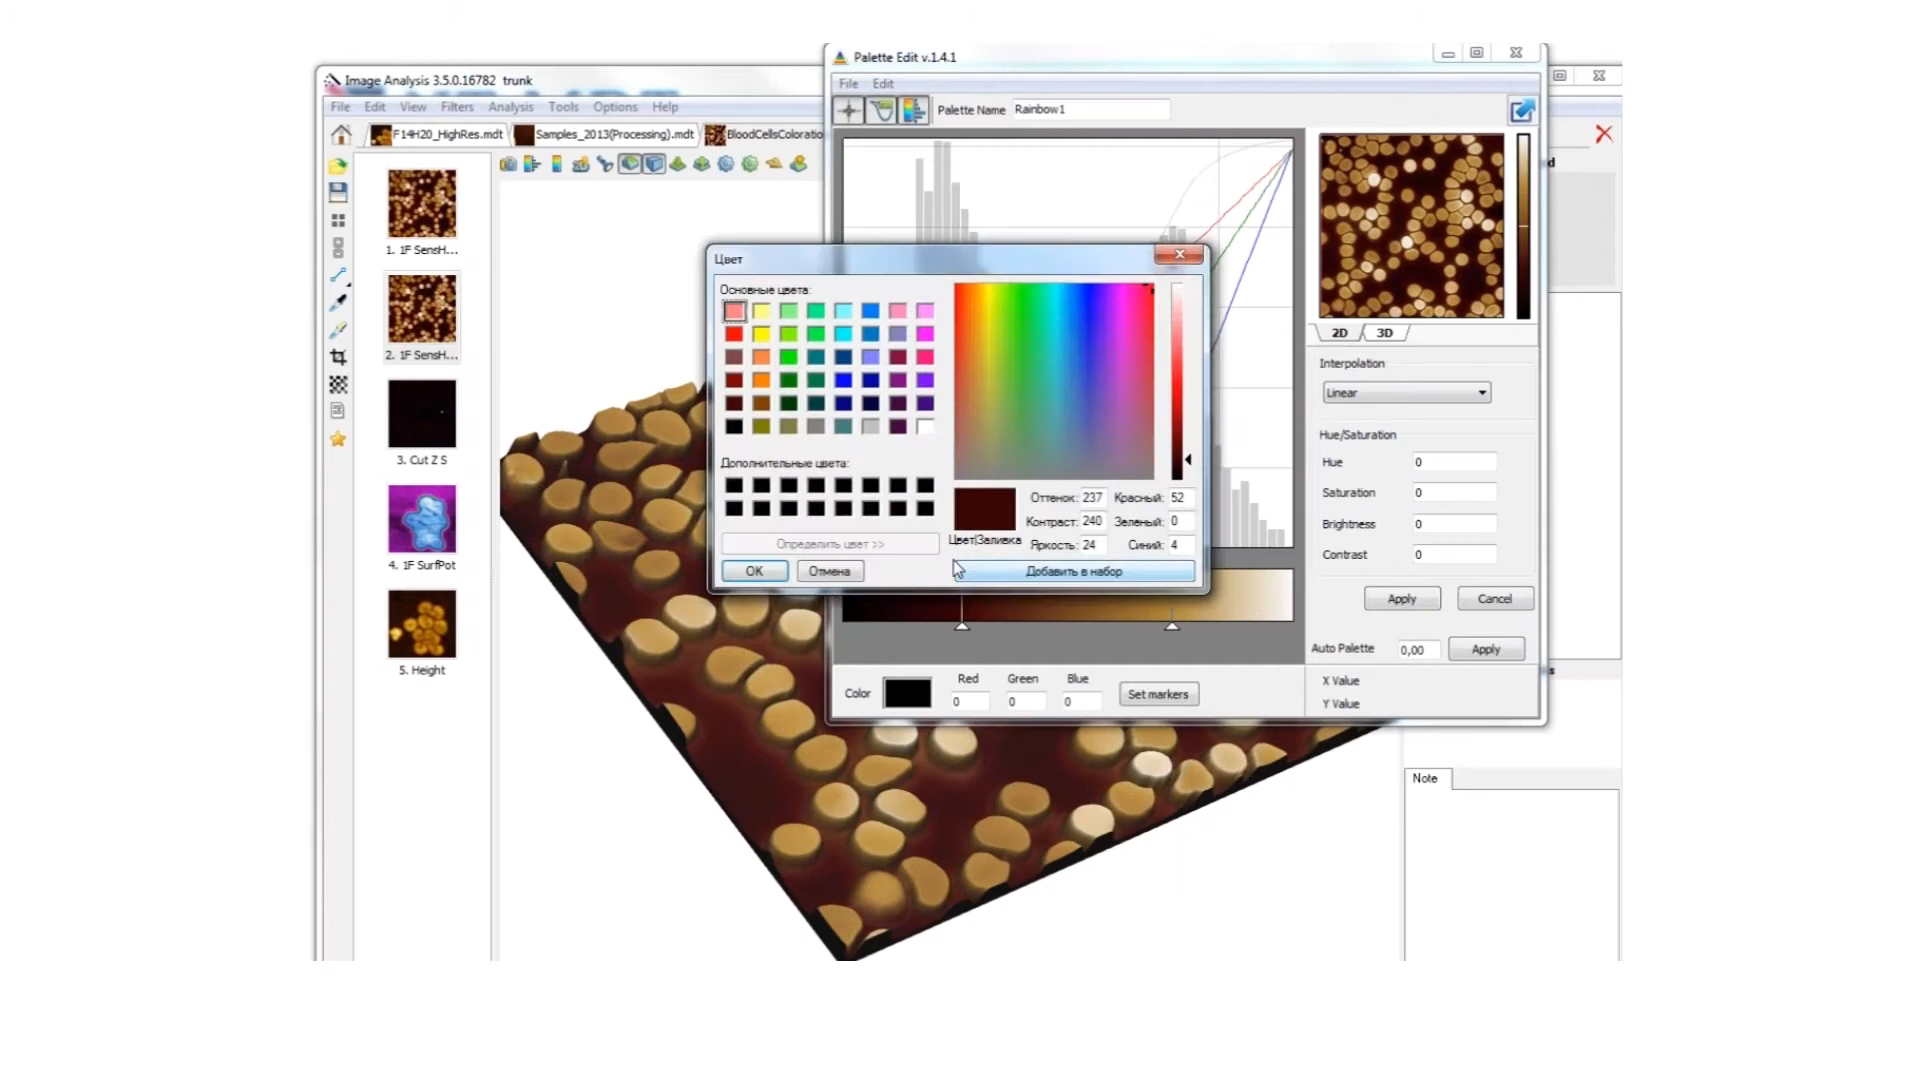 Palette Edit v.1.4.1
Image Analysis 3.5.0.16782 trunk
File Edit
File Edit View Filters Analysis Tools Options Help
Palette Name Rainbow1
F14H20_HighRes.mdt Samples_2013(Processing).mdt BloodCellsColoratio
1. 1F SensH...
2. 1F SensH...
3. Cut Z S
4. 1F SurfPot
5. Height
Цвет
Основные цвета:
Дополнительные цвета:
Определить цвет >>
OK Отмена
Цвет|Заливка
Оттенок: 237 Красный: 52
Контраст: 240 Зеленый: 0
Яркость: 24 Синий: 4
Добавить в набор
2D 3D
Interpolation
Linear
Hue/Saturation
Hue 0
Saturation 0
Brightness 0
Contrast 0
Apply Cancel
Auto Palette 0,00 Apply
X Value
Y Value
Color
Red Green Blue
0 0 0
Set markers
Note